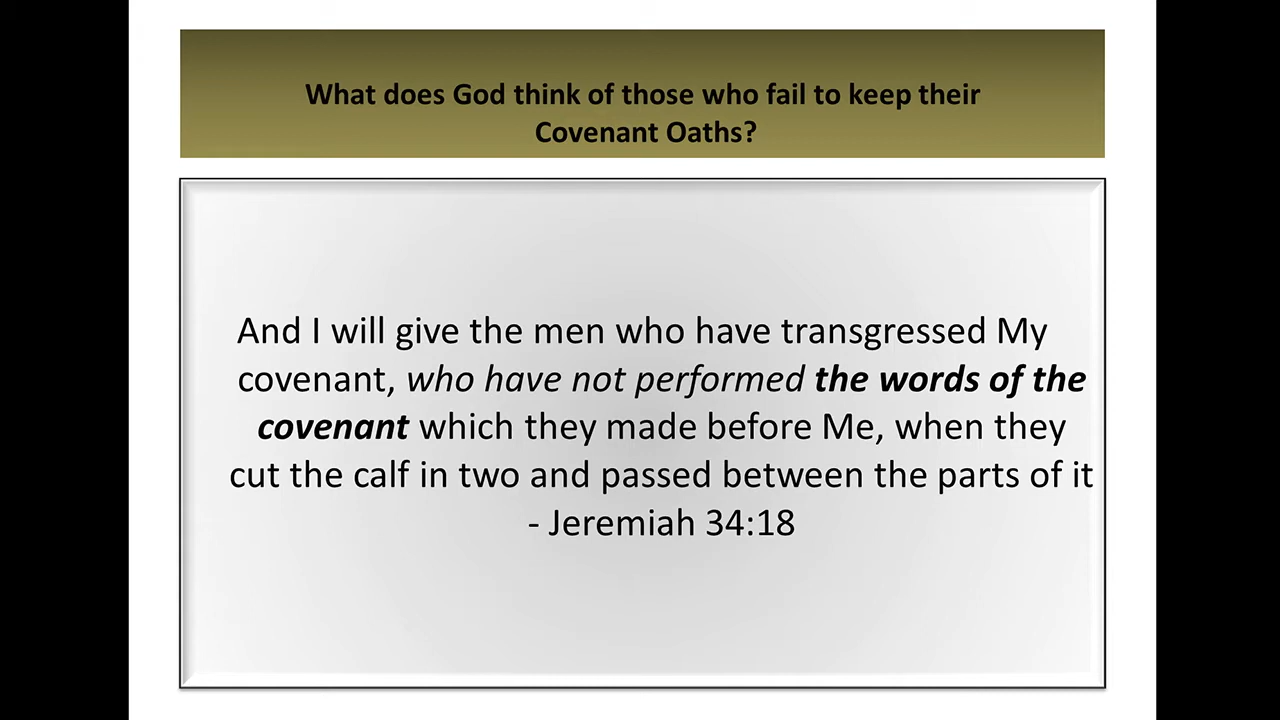 What does God think of those who fail to keep their
Covenant Oaths?
And I will give the men who have transgressed My
covenant, who have not performed the words of the
covenant which they made before Me, when they
cut the calf in two and passed between the parts of it
- Jeremiah 34:18